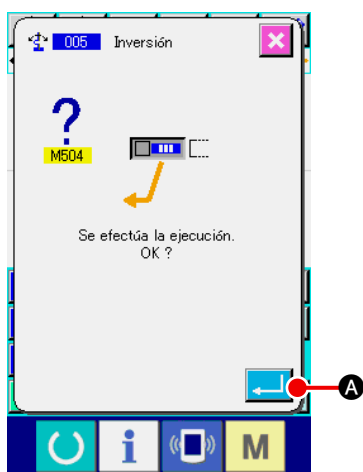 005 Inversión
?
M504
Se efectúa la ejecución.
OK ?
A
i M